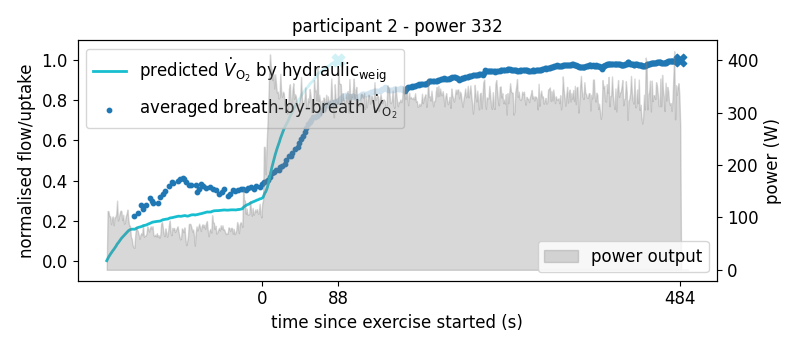 participant 2 - power 332
normalised flow/uptake
1.0
0.8
0.6
0.4
0.2
0.0
predicted V̇O₂ by hydraulic_weig
averaged breath-by-breath V̇O₂
power output
400
300
200
100
0
power (W)
0 88 484
time since exercise started (s)